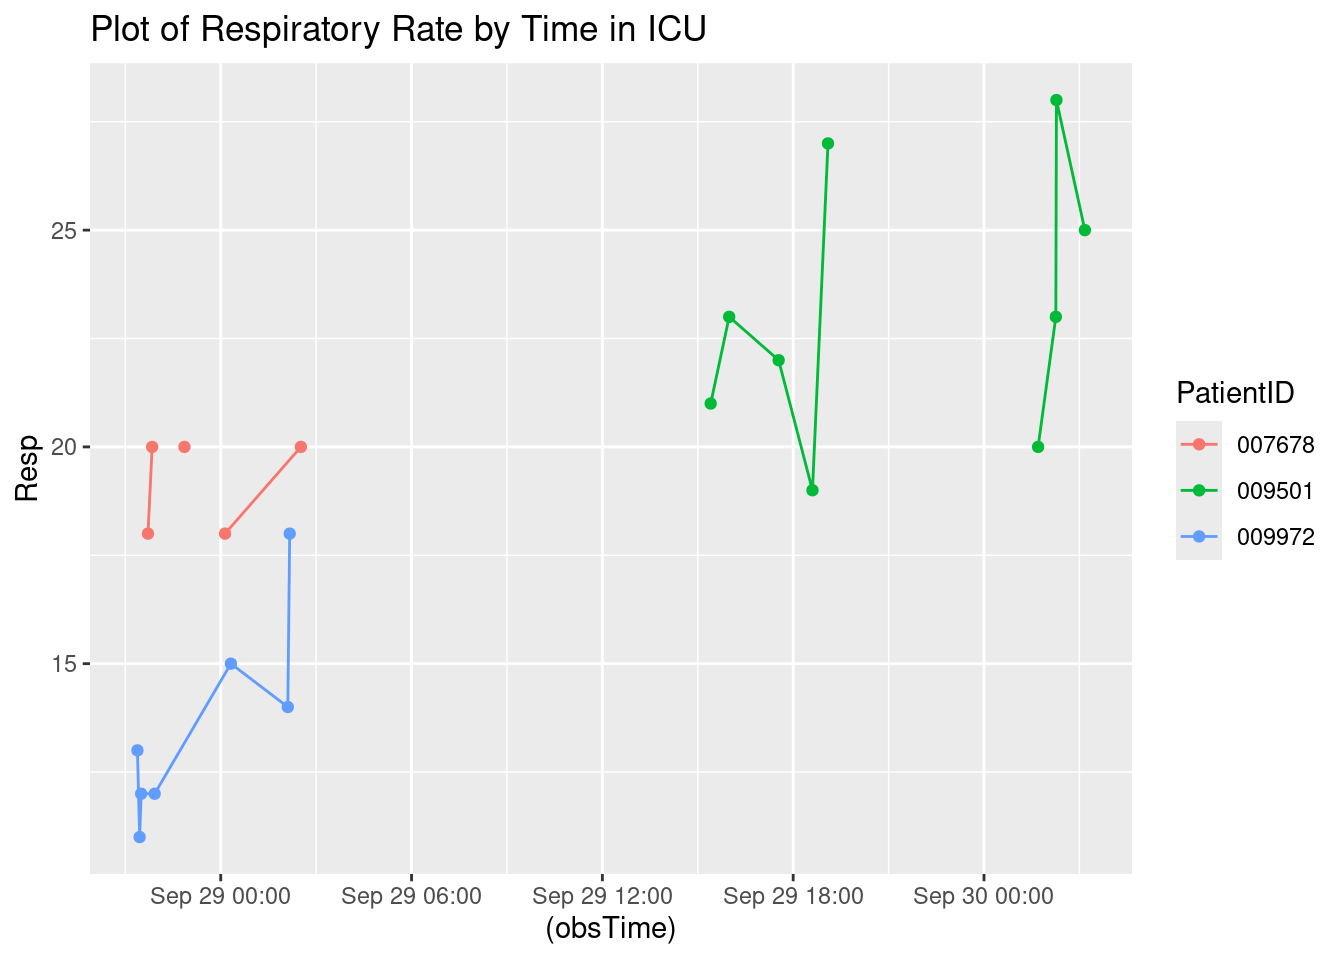 Plot of Respiratory Rate by Time in ICU
25
20
15
Resp
Sep 29 00:00
Sep 29 06:00
Sep 29 12:00
Sep 29 18:00
Sep 30 00:00
(obsTime)
PatientID
007678
009501
009972